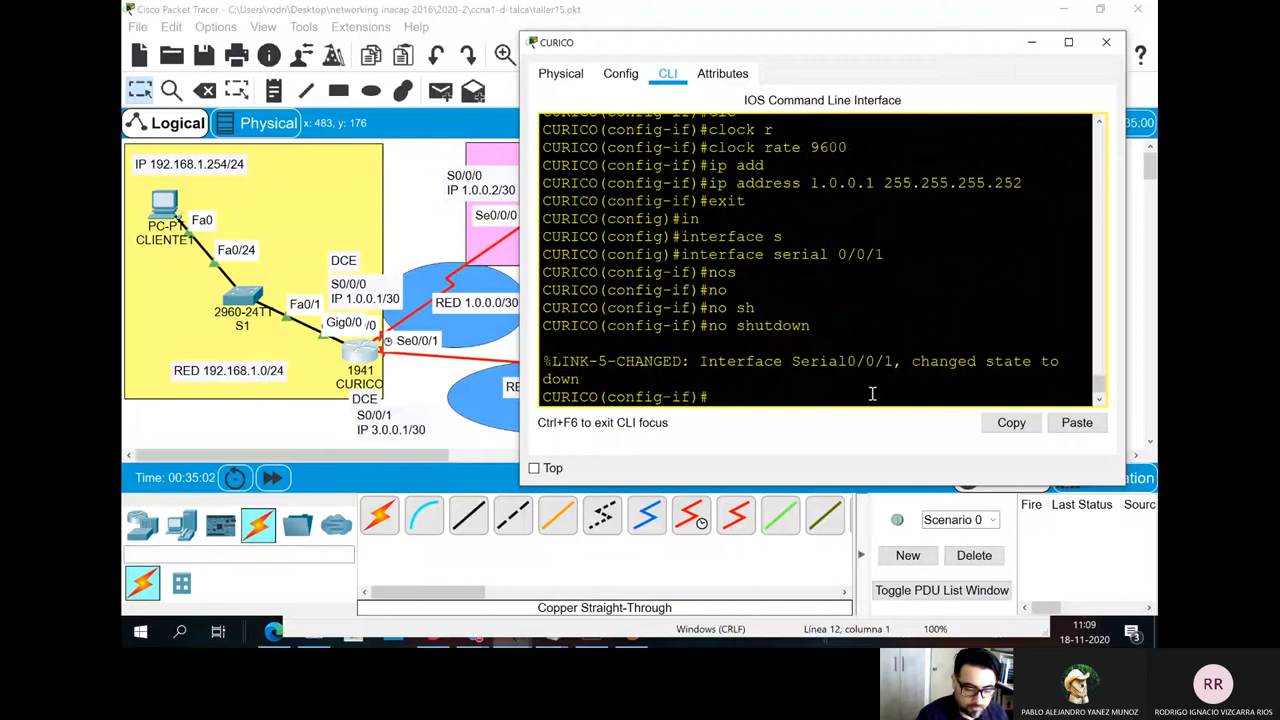 Cisco Packet Tracer - C:\Users\rodri\Desktop\networking inacap 2016\2020-2\ccna1-d-talca\taller15.pkt
File Edit Options View Tools Extensions Help
CURICO
Physical Config CLI Attributes
IOS Command Line Interface
Logical
Physical
x: 483, y: 176
35:00
CURICO(config-if)#clock r
CURICO(config-if)#clock rate 9600
CURICO(config-if)#ip add
CURICO(config-if)#ip address 1.0.0.1 255.255.255.252
CURICO(config-if)#exit
CURICO(config)#in
CURICO(config)#interface s
CURICO(config)#interface serial 0/0/1
CURICO(config-if)#nos
CURICO(config-if)#no
CURICO(config-if)#no sh
CURICO(config-if)#no shutdown
%LINK-5-CHANGED: Interface Serial0/0/1, changed state to
down
CURICO(config-if)#
Ctrl+F6 to exit CLI focus
Copy
Paste
Top
IP 192.168.1.254/24
PC-PT
CLIENTE1
Fa0
Fa0/24
2960-24TT
S1
Fa0/1
Gig0/0
/0
RED 192.168.1.0/24
DCE
S0/0/0
IP 1.0.0.1/30
Se0/0/1
1941
CURICO
DCE
S0/0/1
IP 3.0.0.1/30
S0/0/0
IP 1.0.0.2/30
Se0/0/0
RED 1.0.0.0/30
RE
Time: 00:35:02
Scenario 0
New
Delete
Toggle PDU List Window
Fire Last Status Sourc
Copper Straight-Through
Windows (CRLF)
Línea 12, columna 1
100%
11:09
18-11-2020
3
RR
PABLO ALEJANDRO YANEZ MUNOZ
RODRIGO IGNACIO VIZCARRA RIOS